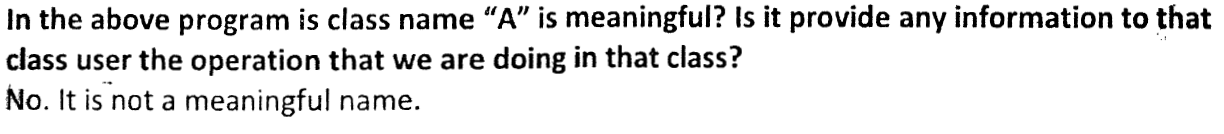 In the above program is class name “A” is meaningful? Is it provide any information to that
class user the operation that we are doing in that class?
No. It is not a meaningful name.